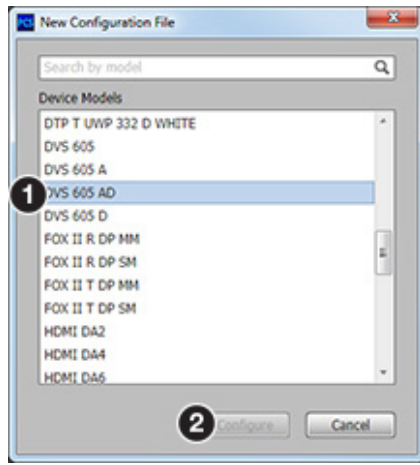 PCS New Configuration File
Search by model
Device Models
DTP T UWP 332 D WHITE
DVS 605
DVS 605 A
1 DVS 605 AD
DVS 605 D
FOX II R DP MM
FOX II R DP SM
FOX II T DP MM
FOX II T DP SM
HDMI DA2
HDMI DA4
HDMI DA6
2 Configure Cancel